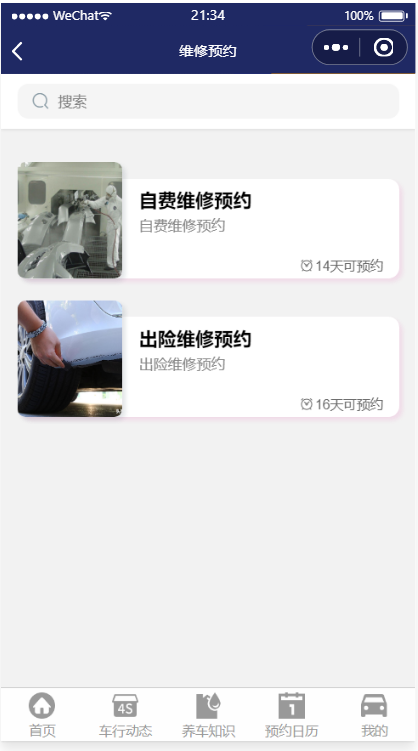 WeChat 21:34 100%
维修预约
搜索
自费维修预约
自费维修预约
14天可预约
出险维修预约
出险维修预约
16天可预约
4S 1
首页 车行动态 养车知识 预约日历 我的